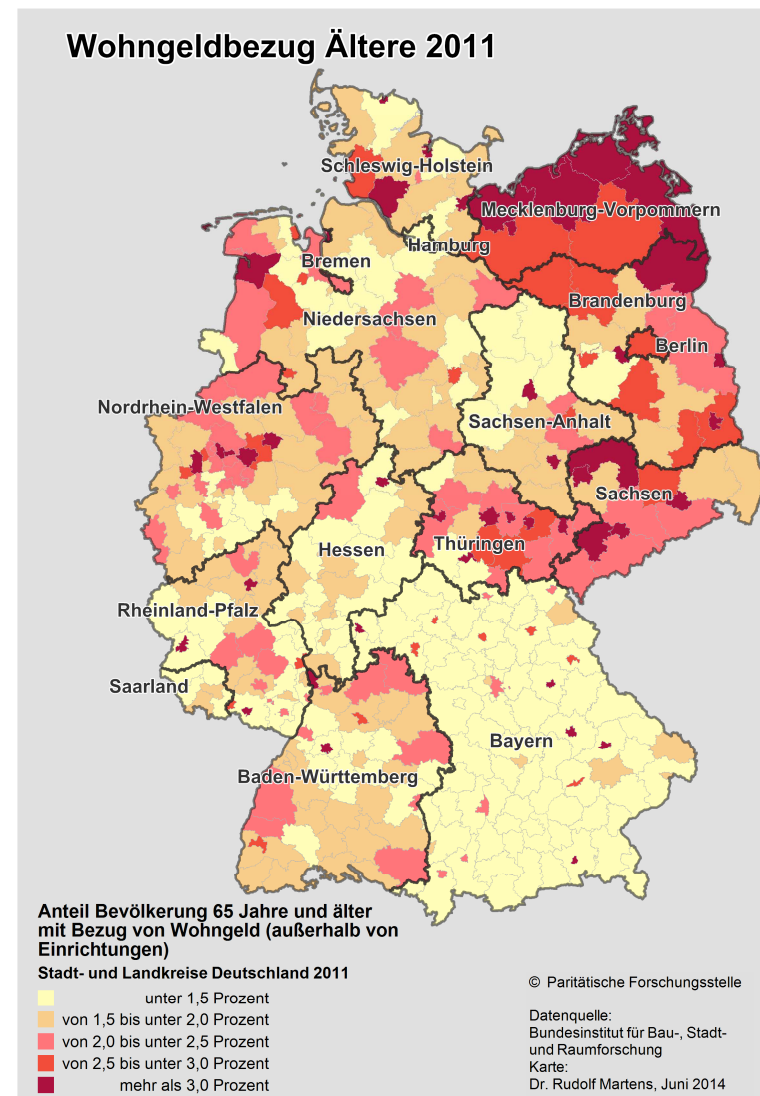 Wohngeldbezug Ältere 2011
Schleswig-Holstein
Mecklenburg-Vorpommern
Hamburg
Bremen
Brandenburg
Niedersachsen
Berlin
Nordrhein-Westfalen
Sachsen-Anhalt
Sachsen
Thüringen
Hessen
Rheinland-Pfalz
Saarland
Bayern
Baden-Württemberg
Anteil Bevölkerung 65 Jahre und älter
mit Bezug von Wohngeld (außerhalb von
Einrichtungen)
Stadt- und Landkreise Deutschland 2011
unter 1,5 Prozent
von 1,5 bis unter 2,0 Prozent
von 2,0 bis unter 2,5 Prozent
von 2,5 bis unter 3,0 Prozent
mehr als 3,0 Prozent
© Paritätische Forschungsstelle
Datenquelle:
Bundesinstitut für Bau-, Stadt-
und Raumforschung
Karte:
Dr. Rudolf Martens, Juni 2014